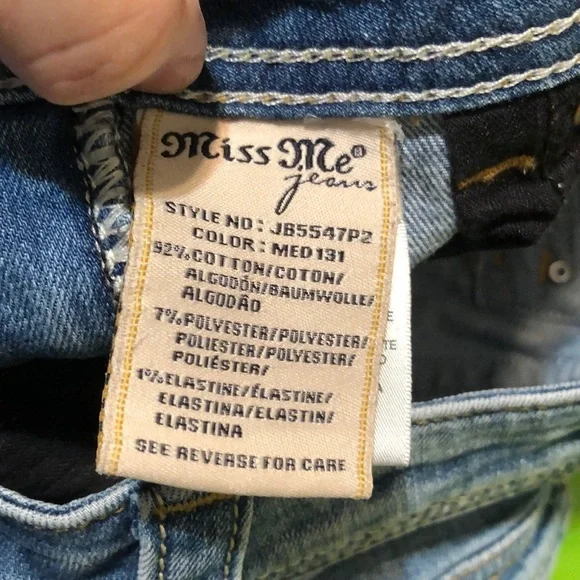 Miss Me®
jeans
STYLE NO: JB5547P2
COLOR: MED 131
92% COTTON/COTON/
ALGODÓN/BAUMWOLLE/
ALGODÃO
7% POLYESTER/POLYESTER/
POLIESTER/POLYESTER/
POLIÉSTER/
1% ELASTINE/ÉLASTINE/
ELASTINA/ELASTIN/
ELASTINA
SEE REVERSE FOR CARE